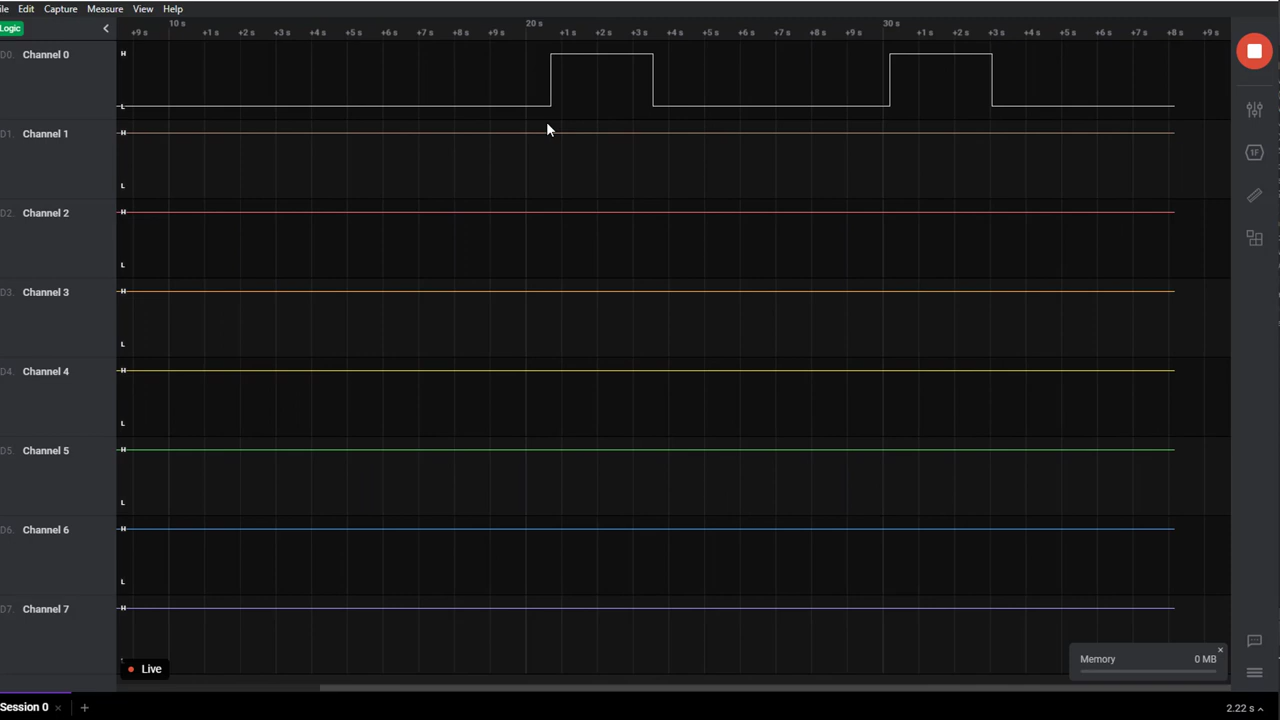 ile Edit Capture Measure View Help
Logic
10 s 20 s 30 s
+9 s +1 s +2 s +3 s +4 s +5 s +6 s +7 s +8 s +9 s +1 s +2 s +3 s +4 s +5 s +6 s +7 s +8 s +9 s +1 s +2 s +3 s +4 s +5 s +6 s +7 s +8 s +9 s
D0. Channel 0 H
L
D1. Channel 1 H
L
D2. Channel 2 H
L
D3. Channel 3 H
L
D4. Channel 4 H
L
D5. Channel 5 H
L
D6. Channel 6 H
L
D7. Channel 7 H
1F
Live
Memory 0 MB
Session 0
2.22 s